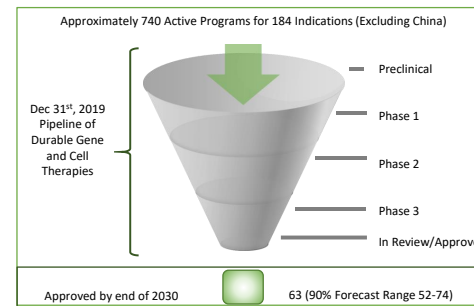 Approximately 740 Active Programs for 184 Indications (Excluding China)
Preclinical
Dec 31st, 2019
Pipeline of
Durable Gene
and Cell
Therapies
Phase 1
Phase 2
Phase 3
In Review/Approve
Approved by end of 2030
63 (90% Forecast Range 52-74)